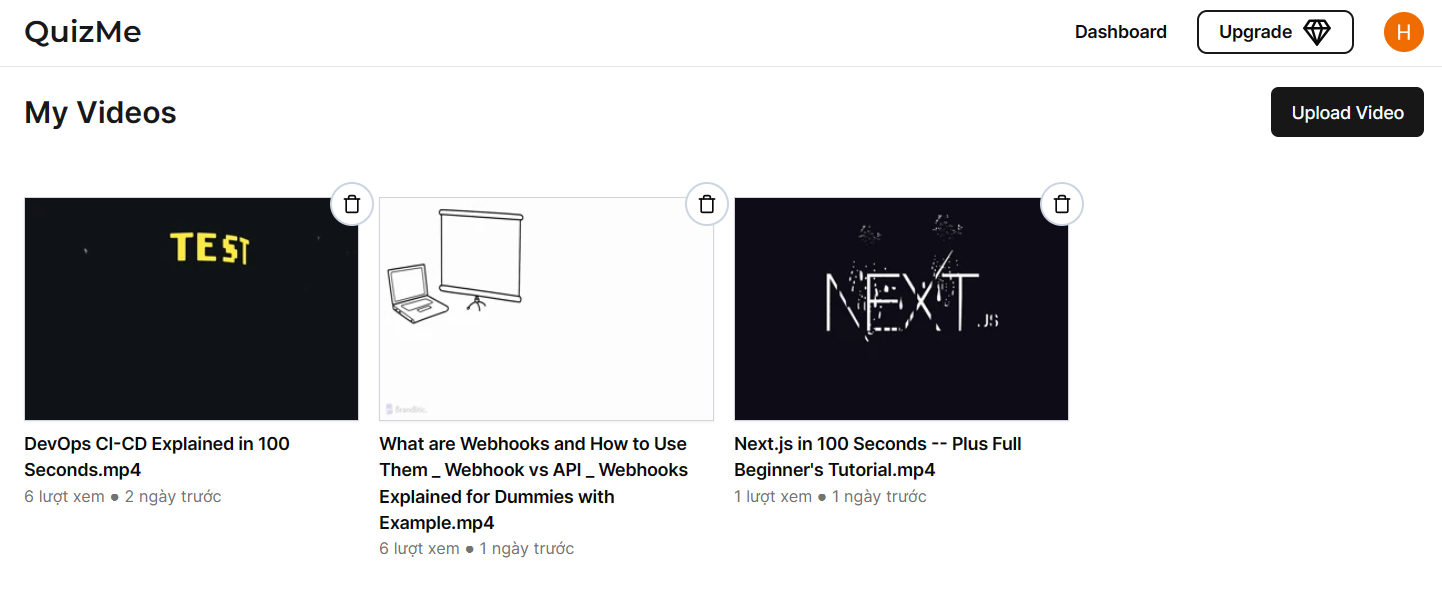 QuizMe
Dashboard
Upgrade
H
My Videos
Upload Video
TEST
NEXT.JS
DevOps CI-CD Explained in 100
Seconds.mp4
6 lượt xem ● 2 ngày trước
What are Webhooks and How to Use
Them _ Webhook vs API _ Webhooks
Explained for Dummies with
Example.mp4
6 lượt xem ● 1 ngày trước
Next.js in 100 Seconds -- Plus Full
Beginner's Tutorial.mp4
1 lượt xem ● 1 ngày trước